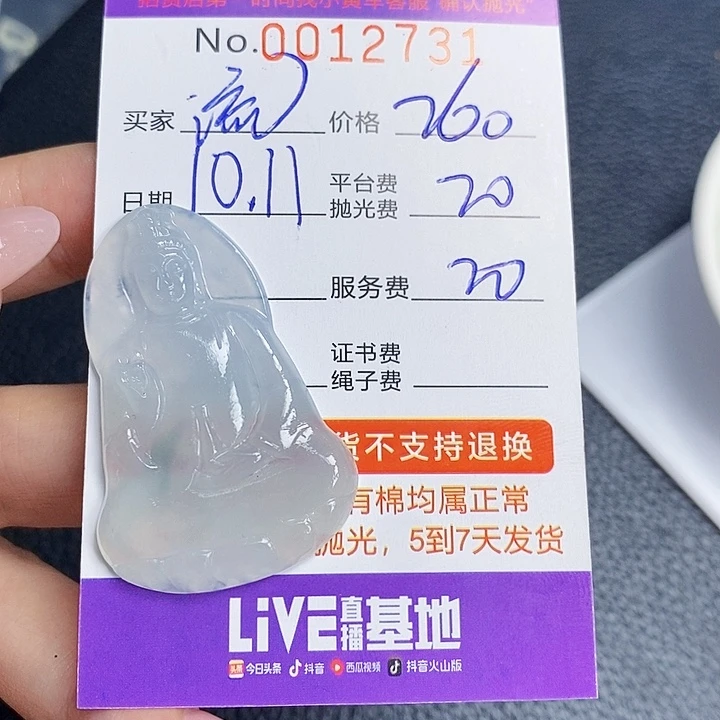 No.0012731
买家 价格 260
日期 10.11 平台费
抛光费 20
服务费 20
证书费
绳子费
货不支持退换
有棉均属正常
抛光，5到7天发货
LiVE直播基地
头条 今日头条 抖音 西瓜视频 抖音火山版